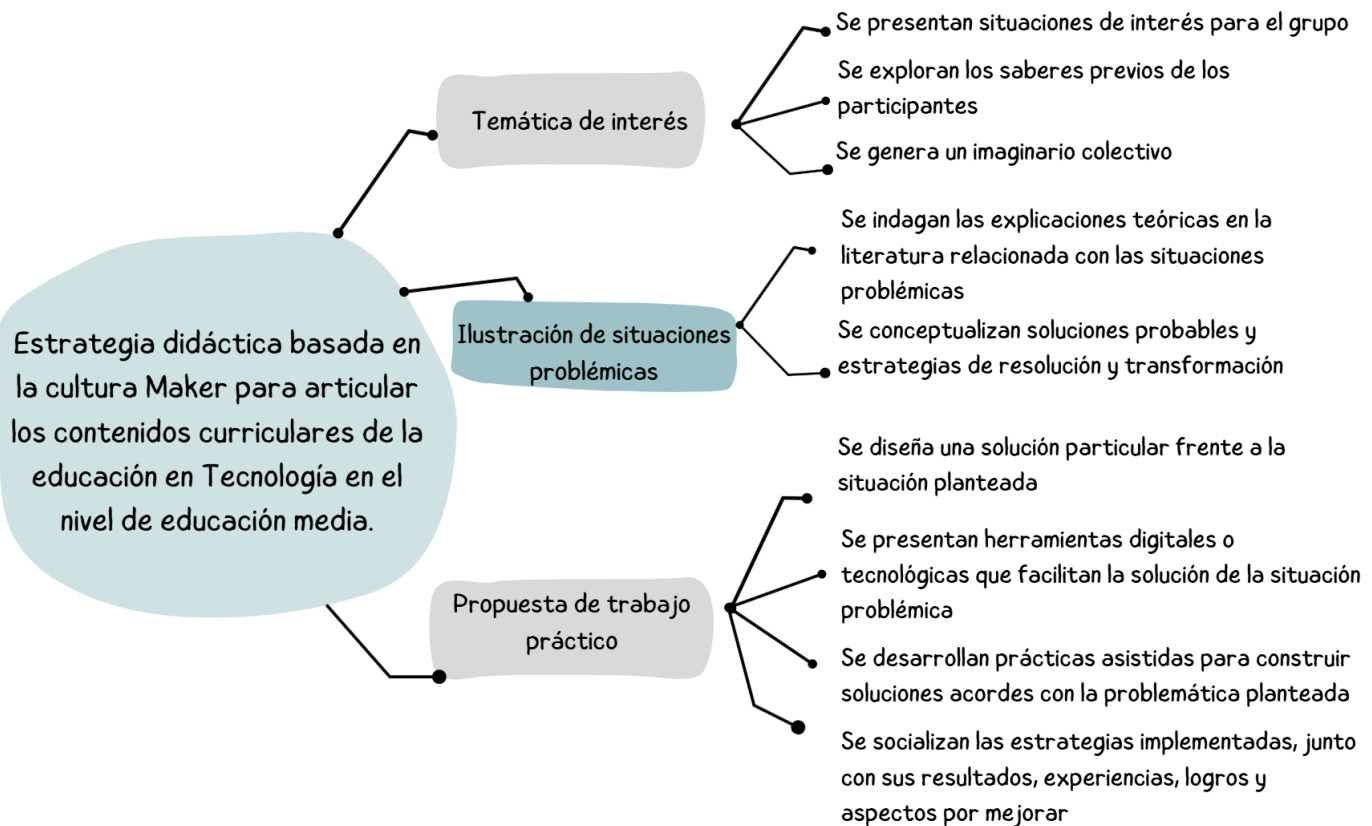 Estrategia didáctica basada en
la cultura Maker para articular
los contenidos curriculares de la
educación en Tecnología en el
nivel de educación media.
Temática de interés
Se presentan situaciones de interés para el grupo
Se exploran los saberes previos de los
participantes
Se genera un imaginario colectivo
Ilustración de situaciones
problémicas
Se indagan las explicaciones teóricas en la
literatura relacionada con las situaciones
problémicas
Se conceptualizan soluciones probables y
estrategias de resolución y transformación
Propuesta de trabajo
práctico
Se diseña una solución particular frente a la
situación planteada
Se presentan herramientas digitales o
tecnológicas que facilitan la solución de la situación
problémica
Se desarrollan prácticas asistidas para construir
soluciones acordes con la problemática planteada
Se socializan las estrategias implementadas, junto
con sus resultados, experiencias, logros y
aspectos por mejorar